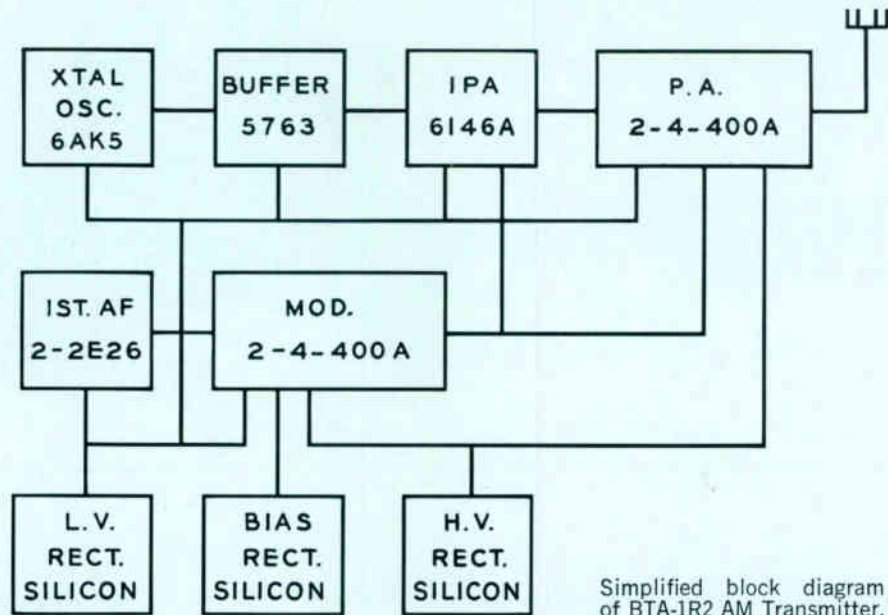 XTAL
OSC.
6AK5
BUFFER
5763
IPA
6146A
P. A.
2-4-400A
IST. AF
2-2E26
MOD.
2-4-400A
L.V.
RECT.
SILICON
BIAS
RECT.
SILICON
H.V.
RECT.
SILICON
Simplified block diagram
of BTA-1R2 AM Transmitter.